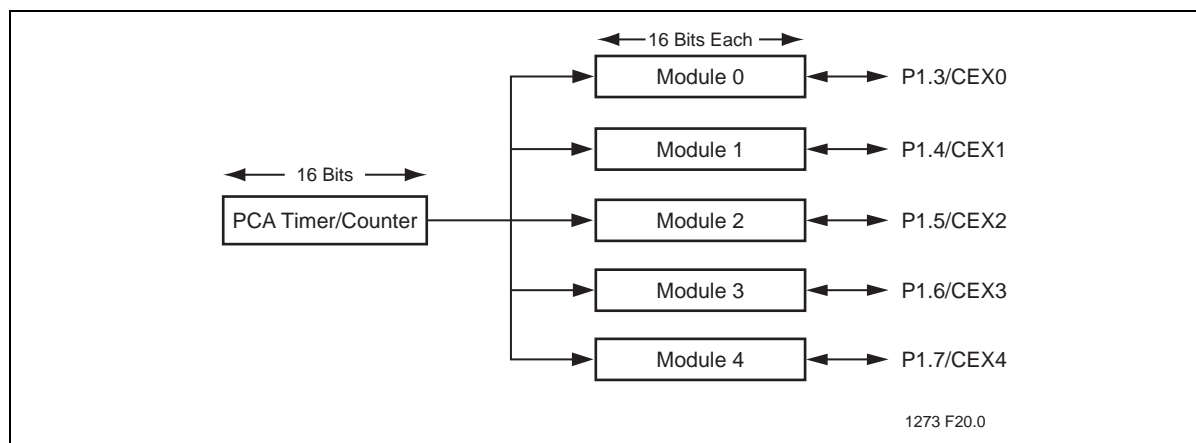 16 Bits Each
Module 0
P1.3/CEX0
Module 1
P1.4/CEX1
16 Bits
PCA Timer/Counter
Module 2
P1.5/CEX2
Module 3
P1.6/CEX3
Module 4
P1.7/CEX4
1273 F20.0